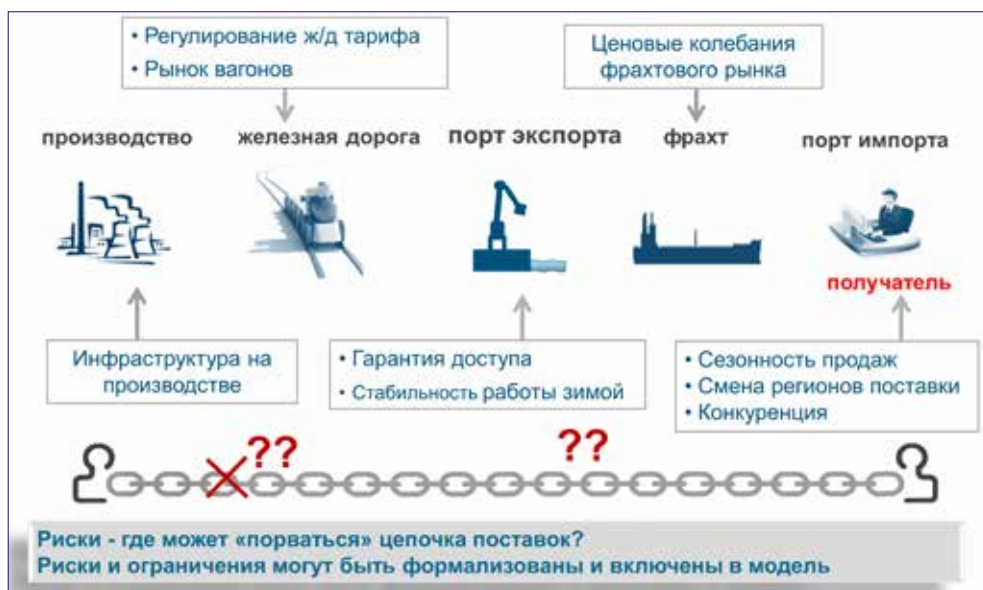 • Регулирование ж/д тарифа
• Рынок вагонов
Ценовые колебания
фрахтового рынка
производство
железная дорога
порт экспорта
фрахт
порт импорта
получатель
Инфраструктура на
производстве
• Гарантия доступа
• Стабильность работы зимой
• Сезонность продаж
• Смена регионов поставки
• Конкуренция
??
??
Риски - где может «порваться» цепочка поставок?
Риски и ограничения могут быть формализованы и включены в модель